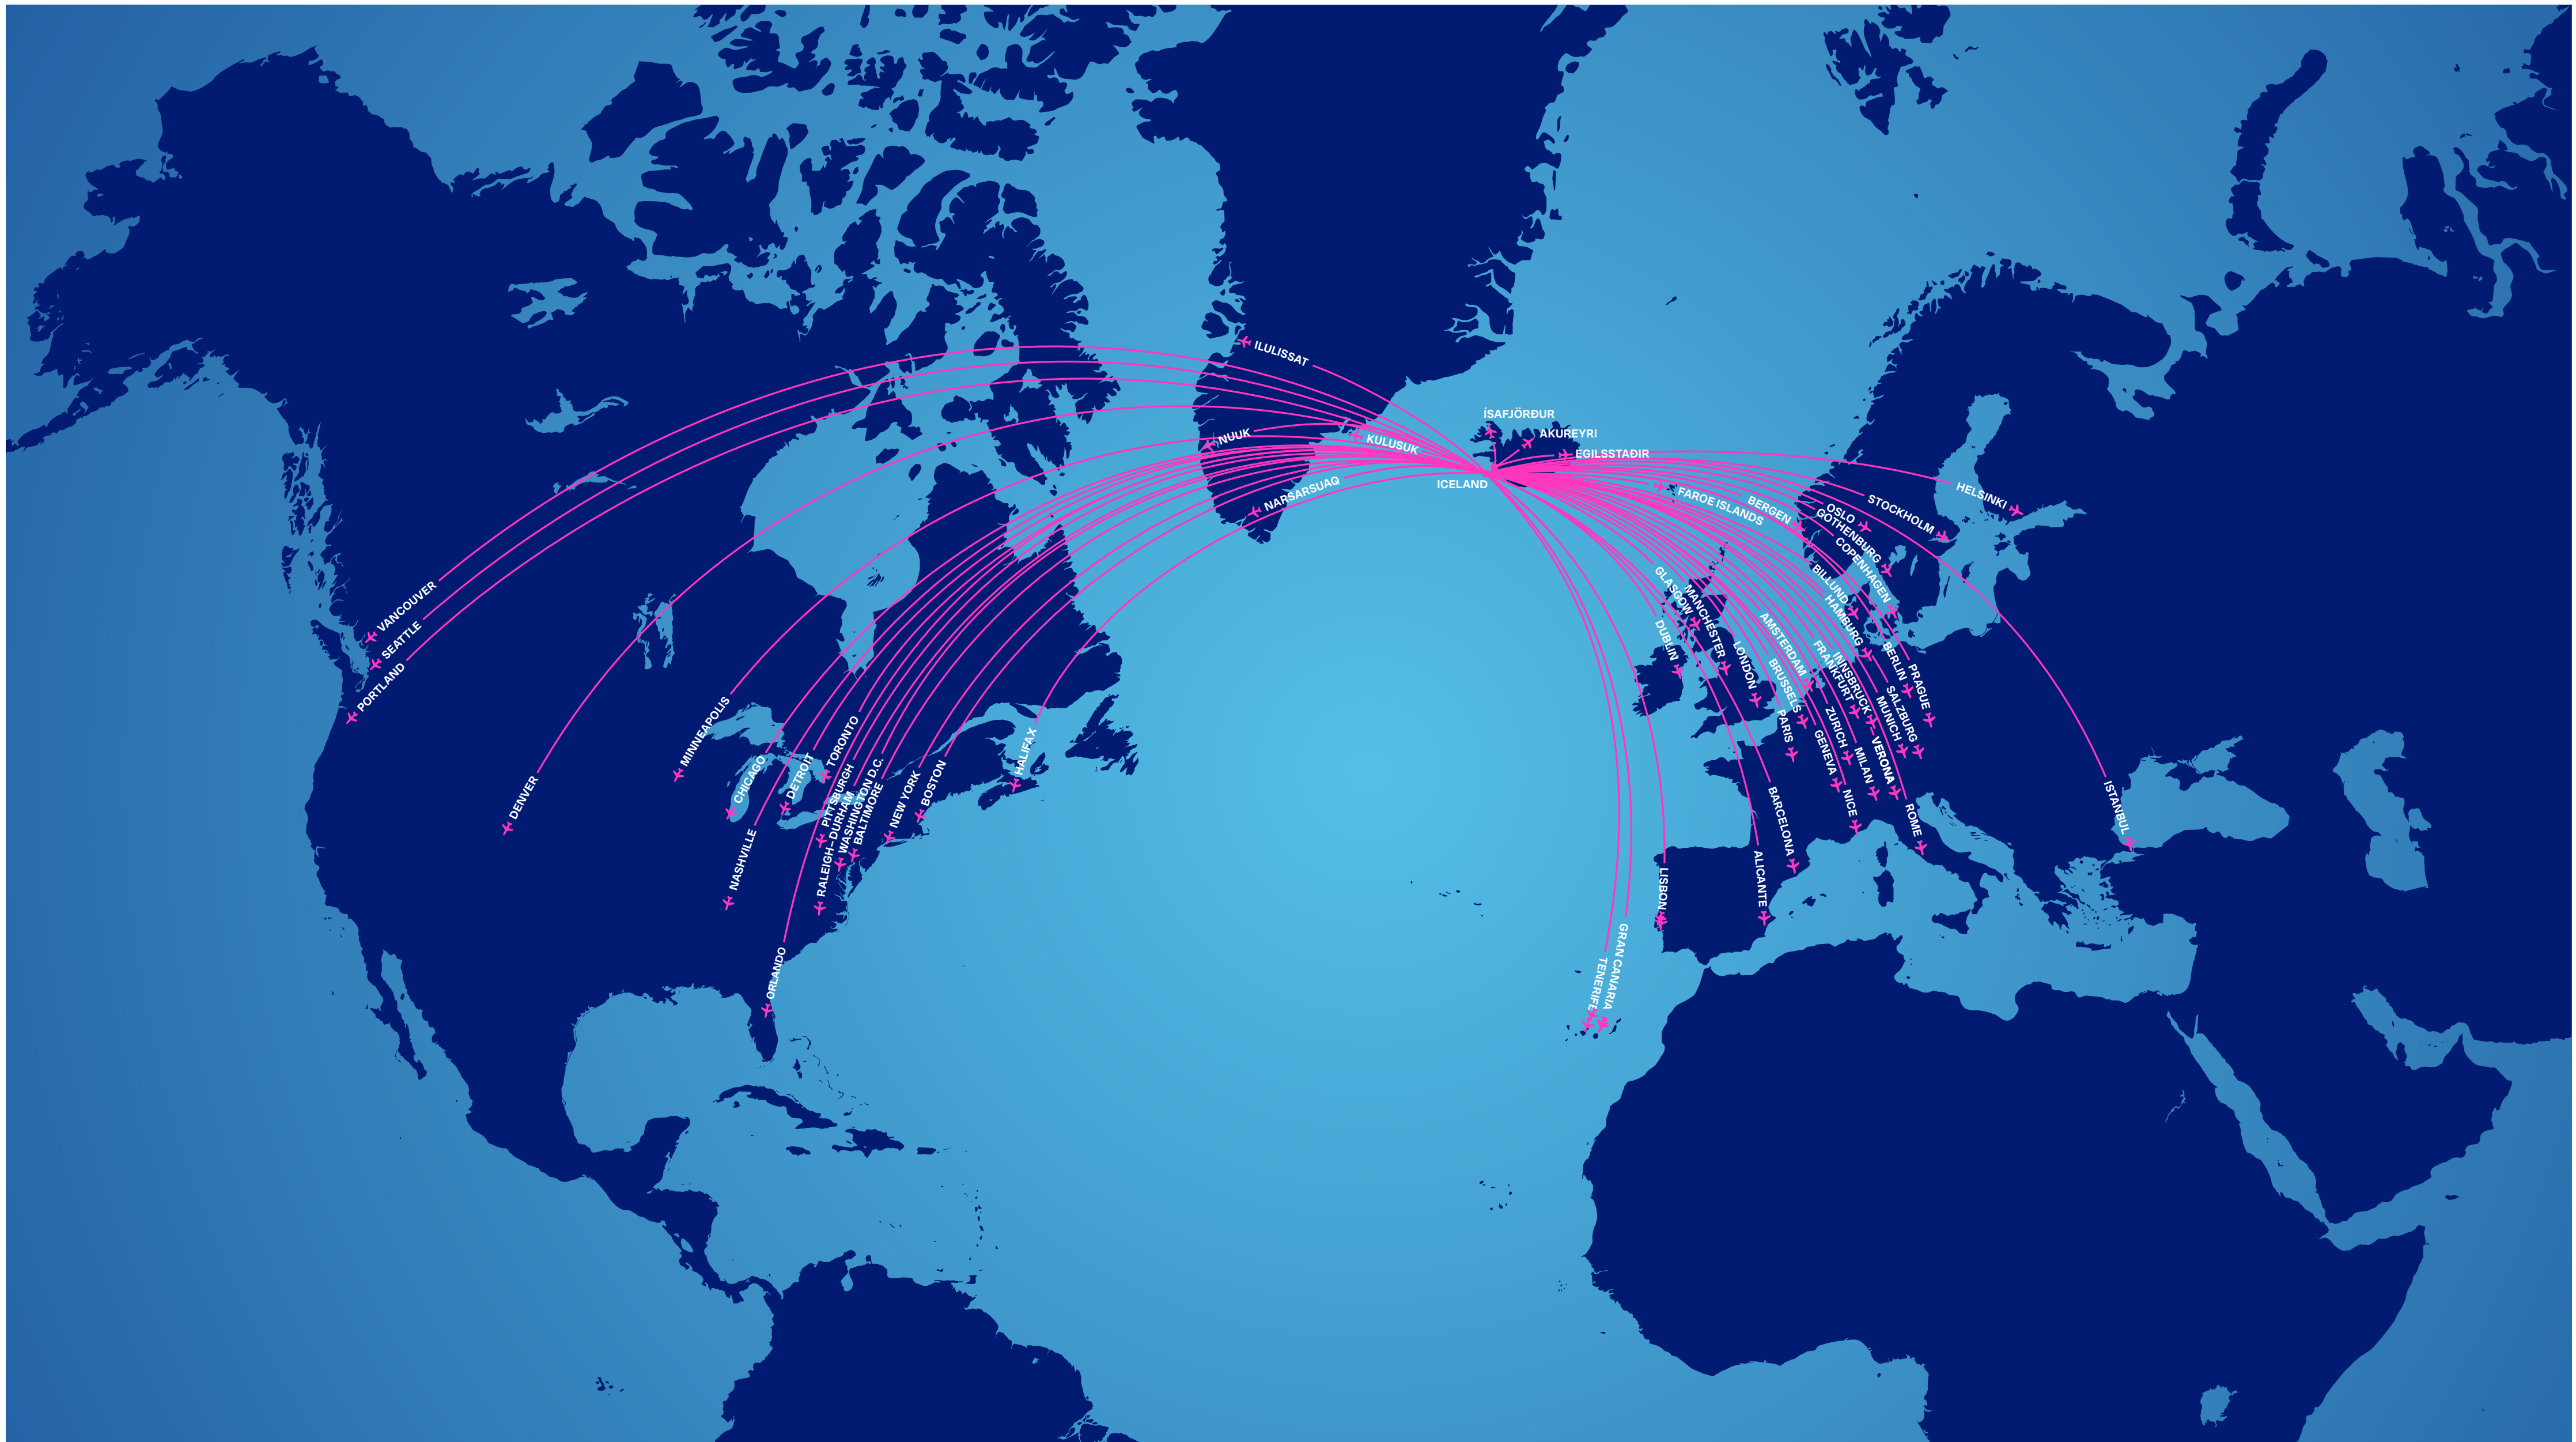 ILULISSAT
ÍSAFJÖRÐUR
AKUREYRI
EGILSSTAÐIR
NUUK
KULUSUK
NARSARSUAQ
ICELAND
FAROE ISLANDS
BERGEN
OSLO
GOTHENBURG
COPENHAGEN
STOCKHOLM
HELSINKI
VANCOUVER
SEATTLE
PORTLAND
DENVER
MINNEAPOLIS
CHICAGO
NASHVILLE
DETROIT
TORONTO
PITTSBURGH
RALEIGH-DURHAM
WASHINGTON D.C.
BALTIMORE
NEW YORK
BOSTON
HALIFAX
ORLANDO
GLASGOW
MANCHESTER
DUBLIN
LONDON
AMSTERDAM
BRUSSELS
PARIS
BILLUND
HAMBURG
BERLIN
PRAGUE
FRANKFURT
INNSBRUCK
MUNICH
SALZBURG
ZURICH
GENEVA
MILAN
VERONA
NICE
ROME
BARCELONA
ALICANTE
LISBON
TENERIFE
GRAN CANARIA
ISTANBUL